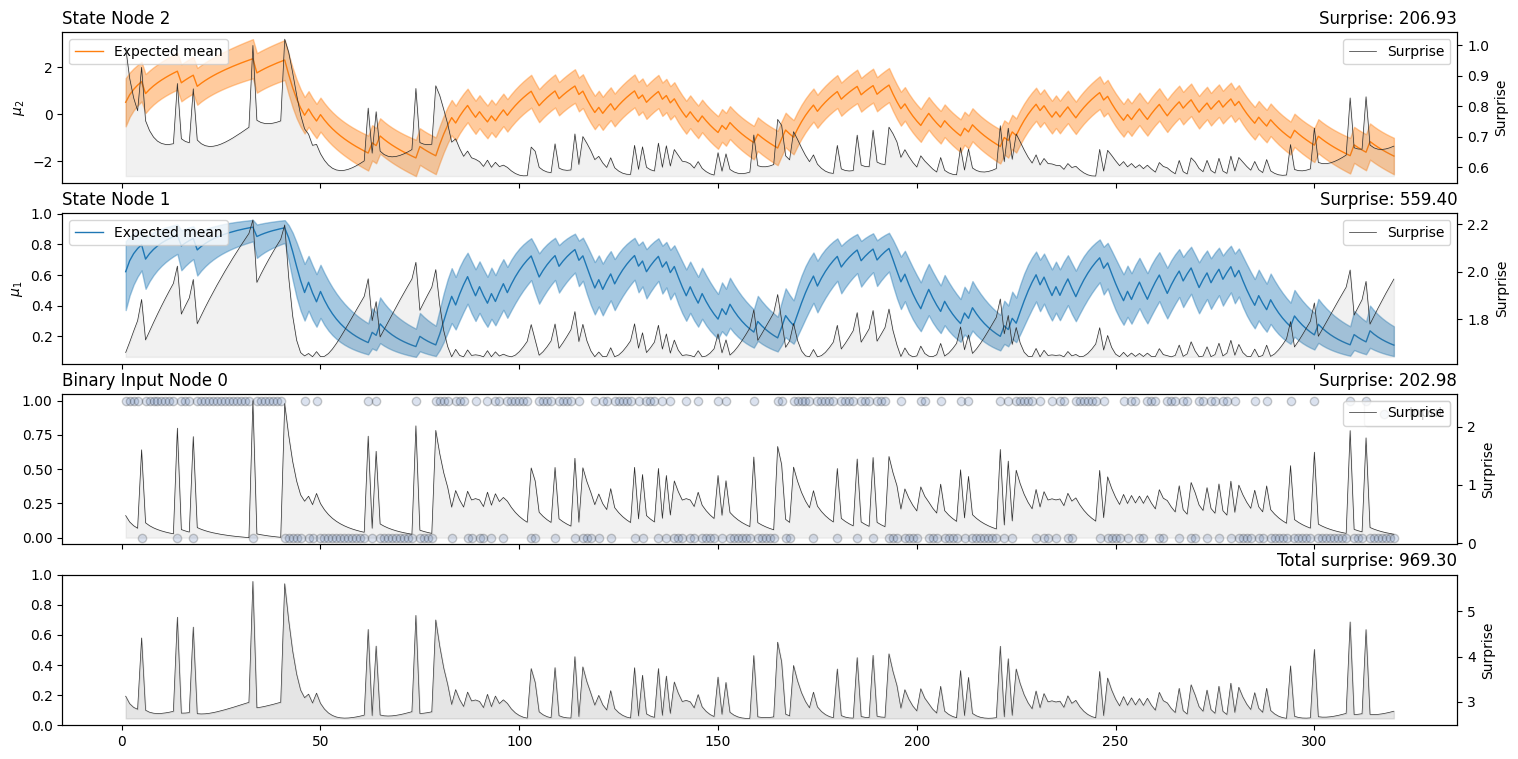 State Node 2 Surprise: 206.93
Expected mean Surprise
2 0 −2
μ2
1.0 0.9 0.8 0.7 0.6
Surprise
State Node 1 Surprise: 559.40
Expected mean Surprise
1.0 0.8 0.6 0.4 0.2
μ1
2.2 2.0 1.8
Surprise
Binary Input Node 0 Surprise: 202.98
Surprise
1.00 0.75 0.50 0.25 0.00
2 1 0
Surprise
Total surprise: 969.30
1.0 0.8 0.6 0.4 0.2 0.0
5 4 3
Surprise
0 50 100 150 200 250 300